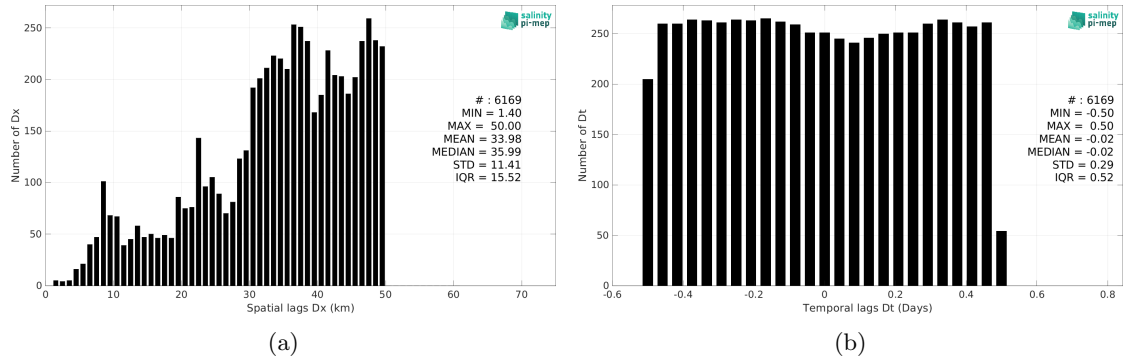 salinity
pi-mep
Number of Dx
250
200
150
100
50
0
# : 6169
MIN = 1.40
MAX = 50.00
MEAN = 33.98
MEDIAN = 35.99
STD = 11.41
IQR = 15.52
0 10 20 30 40 50 60 70
Spatial lags Dx (km)
(a)
salinity
pi-mep
Number of Dt
250
200
150
100
50
0
# : 6169
MIN = -0.50
MAX = 0.50
MEAN = -0.02
MEDIAN = -0.02
STD = 0.29
IQR = 0.52
-0.6 -0.4 -0.2 0 0.2 0.4 0.6 0.8
Temporal lags Dt (Days)
(b)